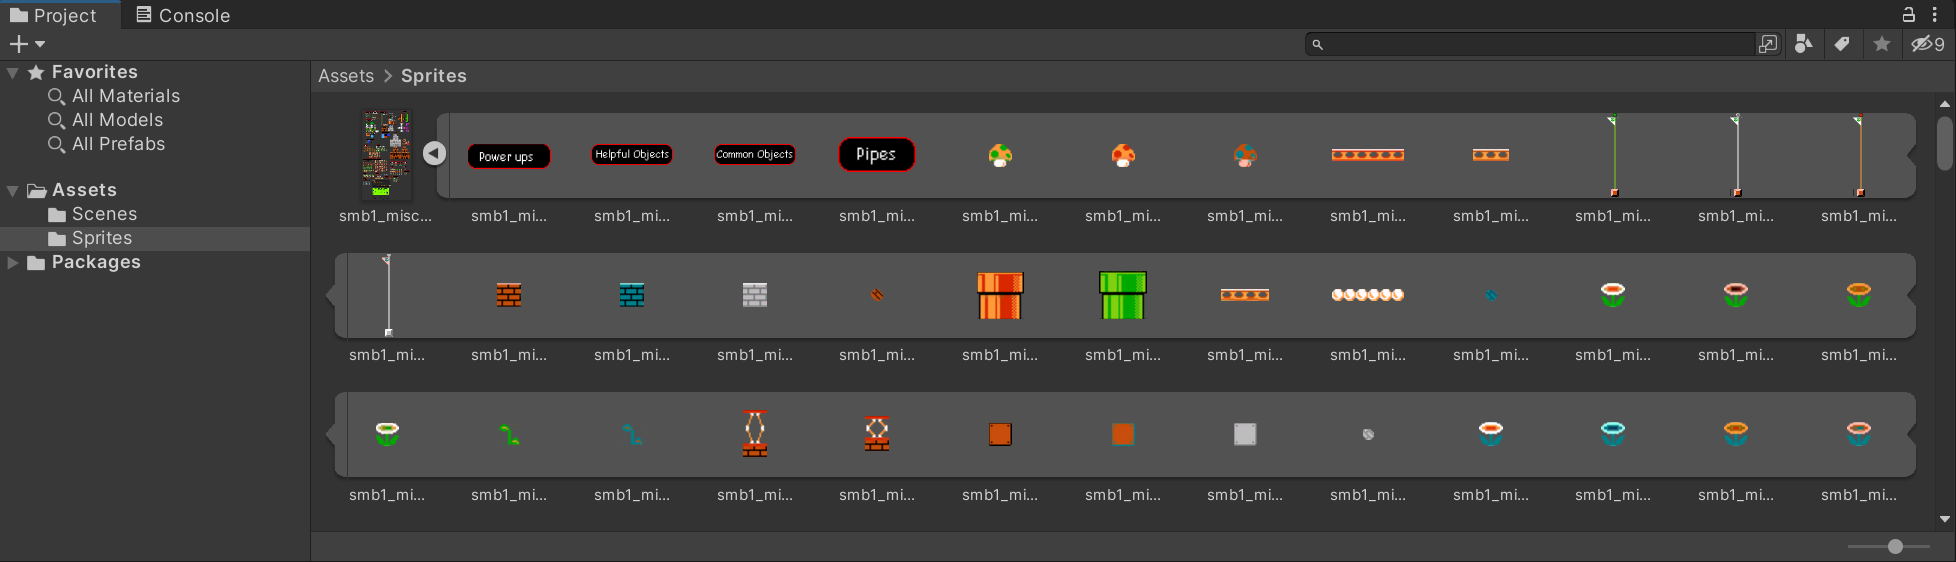 Project
Console
9
Favorites
All Materials
All Models
All Prefabs
Assets
Scenes
Sprites
Packages
Assets > Sprites
Power ups
Helpful Objects
Common Objects
Pipes
smb1_misc... smb1_mi... smb1_mi... smb1_mi... smb1_mi... smb1_mi... smb1_mi... smb1_mi... smb1_mi... smb1_mi... smb1_mi... smb1_mi... smb1_mi...
smb1_mi... smb1_mi... smb1_mi... smb1_mi... smb1_mi... smb1_mi... smb1_mi... smb1_mi... smb1_mi... smb1_mi... smb1_mi... smb1_mi... smb1_mi...
smb1_mi... smb1_mi... smb1_mi... smb1_mi... smb1_mi... smb1_mi... smb1_mi... smb1_mi... smb1_mi... smb1_mi... smb1_mi... smb1_mi... smb1_mi...